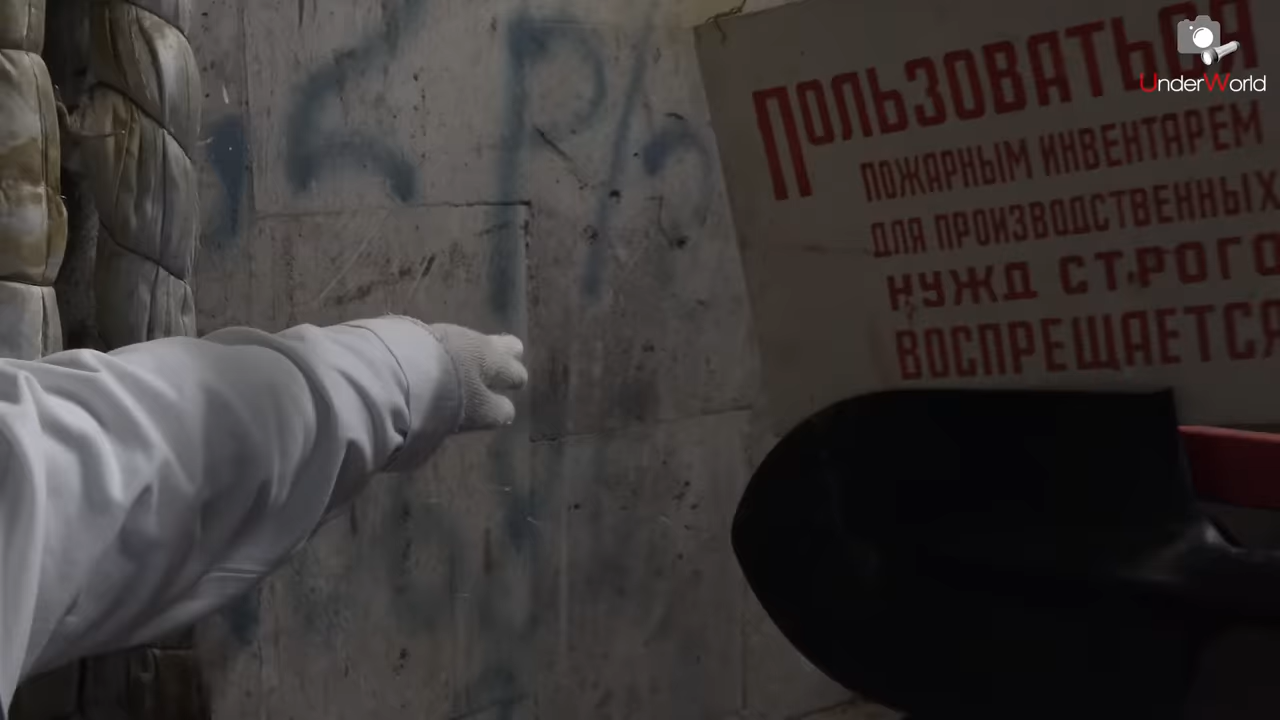 UnderWorld
ПОЛЬЗОВАТЬСЯ
ПОЖАРНЫМ ИНВЕНТАРЕМ
ДЛЯ ПРОИЗВОДСТВЕННЫХ
НУЖД СТРОГО
ВОСПРЕЩАЕТСЯ